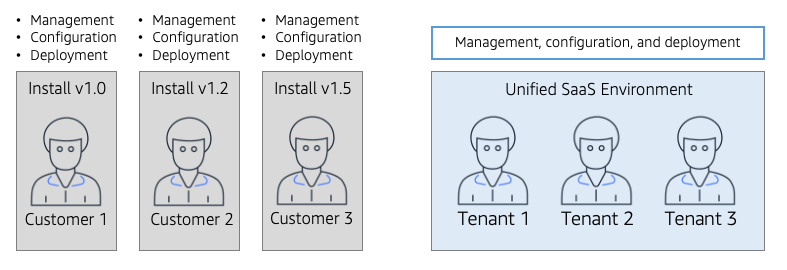 • Management
• Configuration
• Deployment
Install v1.0
Customer 1
• Management
• Configuration
• Deployment
Install v1.2
Customer 2
• Management
• Configuration
• Deployment
Install v1.5
Customer 3
Management, configuration, and deployment
Unified SaaS Environment
Tenant 1
Tenant 2
Tenant 3